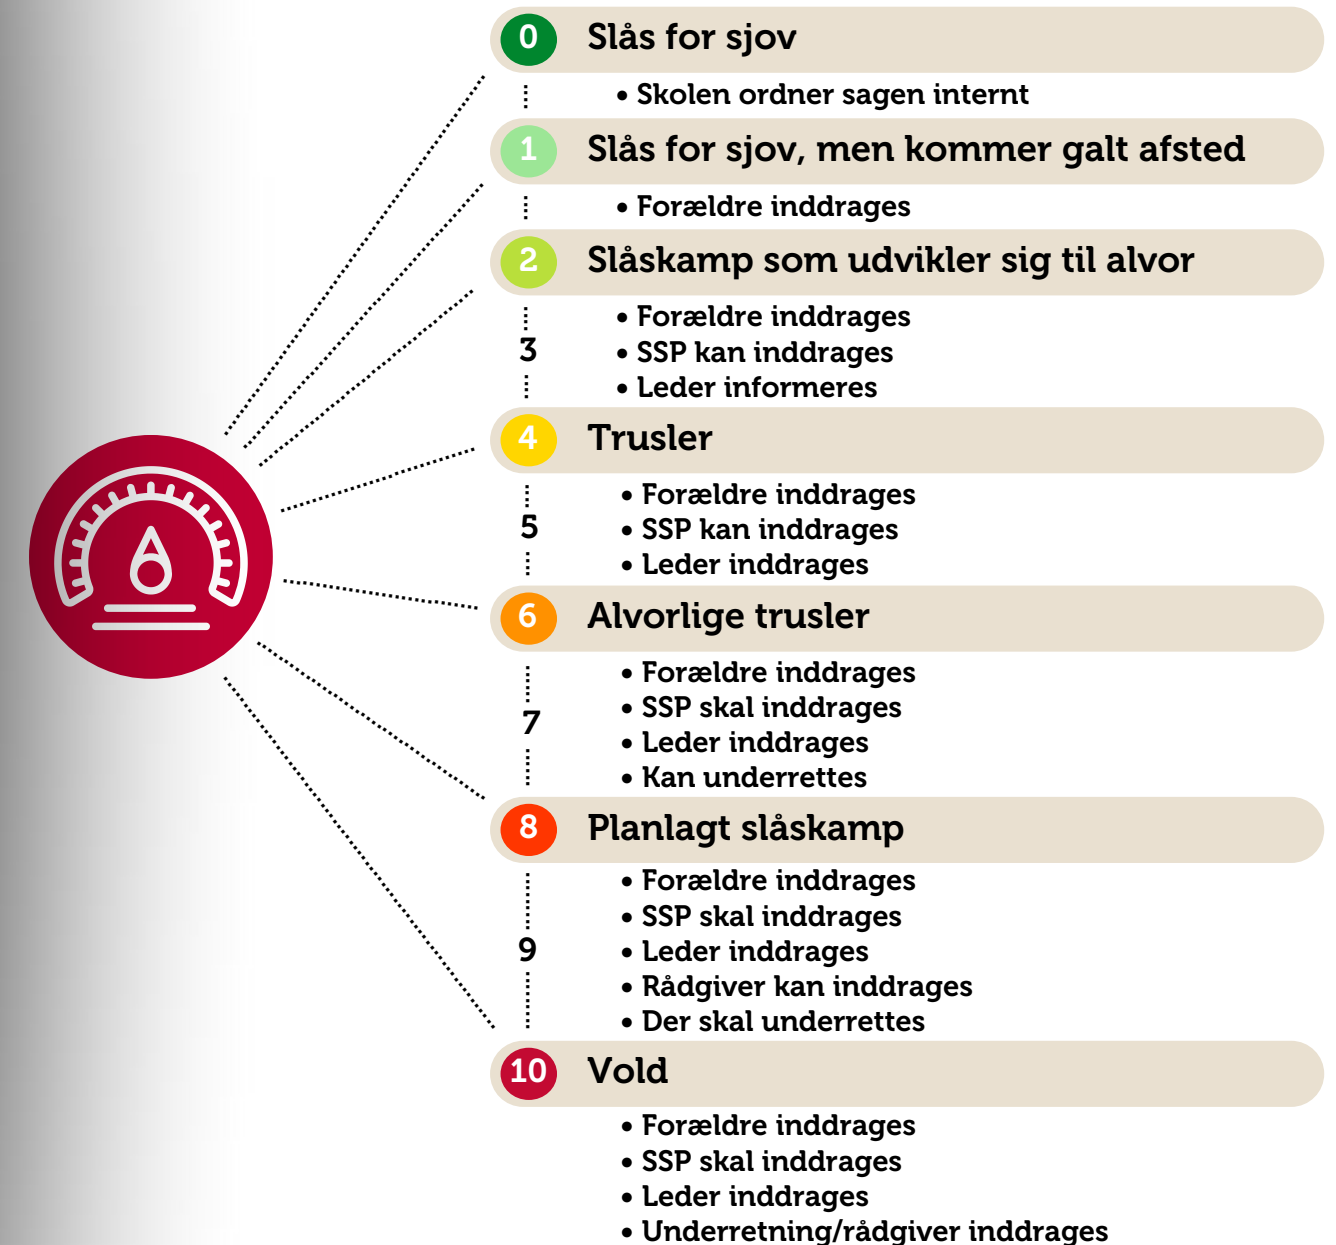 0 Slås for sjov
• Skolen ordner sagen internt
1 Slås for sjov, men kommer galt afsted
• Forældre inddrages
2 Slåskamp som udvikler sig til alvor
• Forældre inddrages
3 • SSP kan inddrages
• Leder informeres
4 Trusler
• Forældre inddrages
5 • SSP kan inddrages
• Leder inddrages
6 Alvorlige trusler
• Forældre inddrages
7 • SSP skal inddrages
• Leder inddrages
• Kan underrettes
8 Planlagt slåskamp
• Forældre inddrages
• SSP skal inddrages
9 • Leder inddrages
• Rådgiver kan inddrages
• Der skal underrettes
10 Vold
• Forældre inddrages
• SSP skal inddrages
• Leder inddrages
• Underretning/rådgiver inddrages